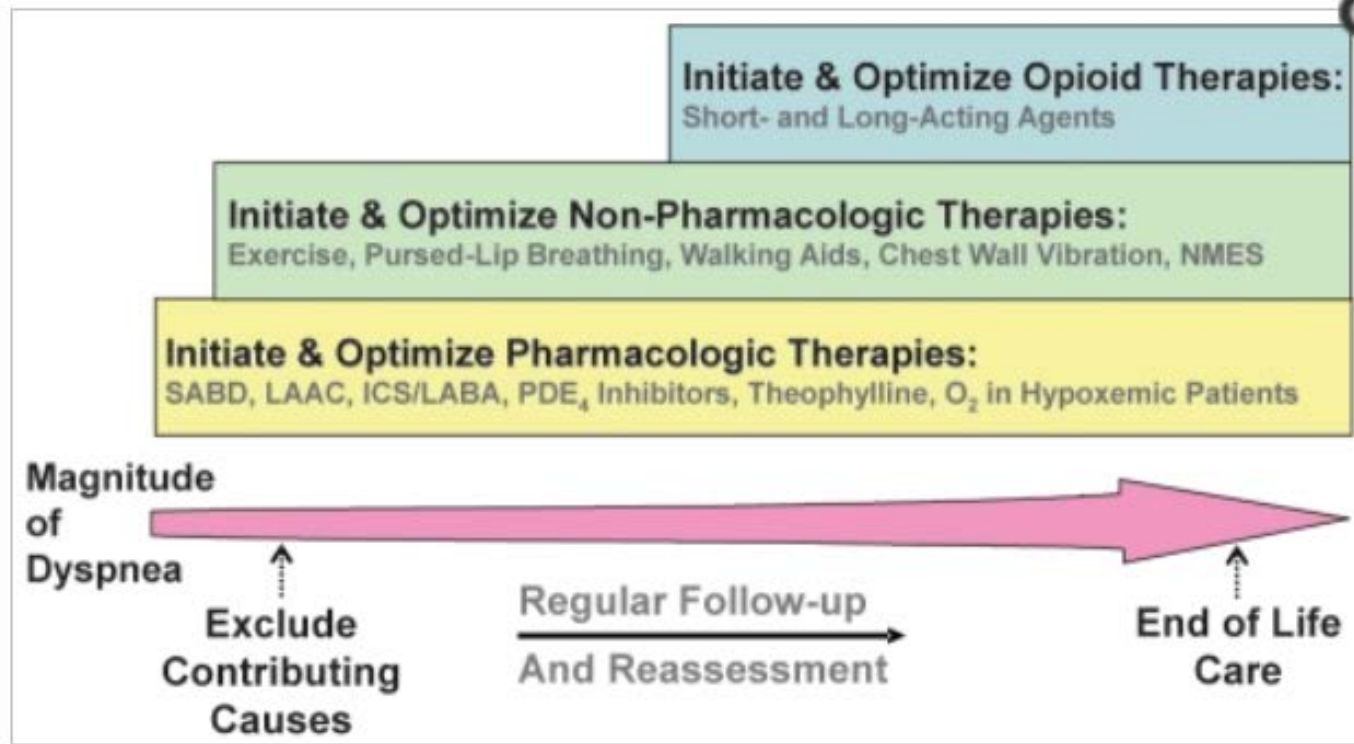 Initiate & Optimize Opioid Therapies:
Short- and Long-Acting Agents
Initiate & Optimize Non-Pharmacologic Therapies:
Exercise, Pursed-Lip Breathing, Walking Aids, Chest Wall Vibration, NMES
Initiate & Optimize Pharmacologic Therapies:
SABD, LAAC, ICS/LABA, PDE₄ Inhibitors, Theophylline, O₂ in Hypoxemic Patients
Magnitude
of
Dyspnea
Exclude
Contributing
Causes
Regular Follow-up
And Reassessment
End of Life
Care